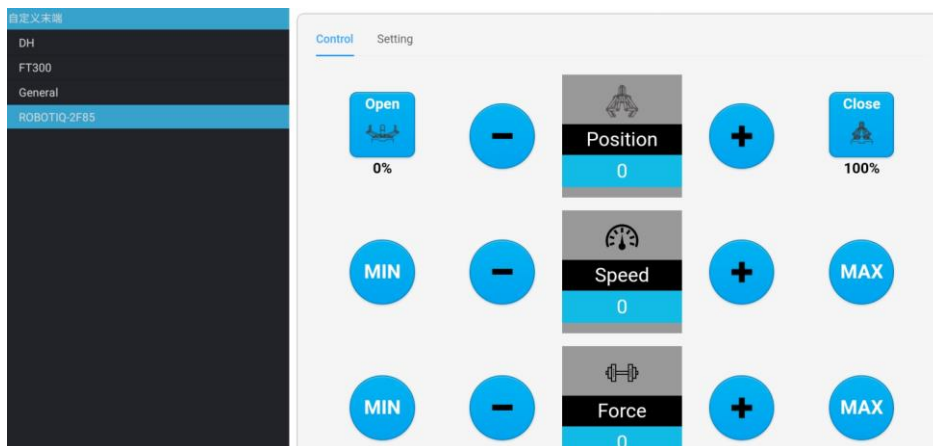 自定义末端
DH
FT300
General
ROBOTIQ-2F85
Control Setting
Open
0%
Position
0
Close
100%
MIN
Speed
0
MAX
MIN
Force
0
MAX